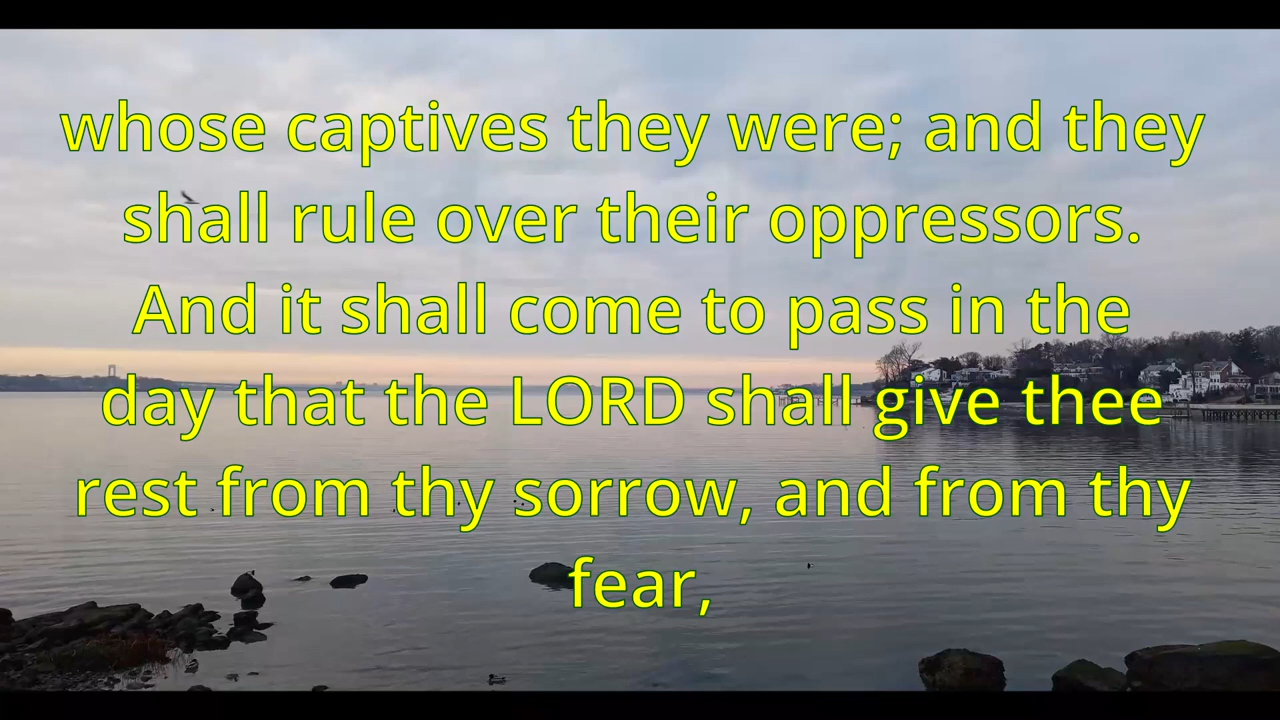 whose captives they were; and they
shall rule over their oppressors.
And it shall come to pass in the
day that the LORD shall give thee
rest from thy sorrow, and from thy
fear,